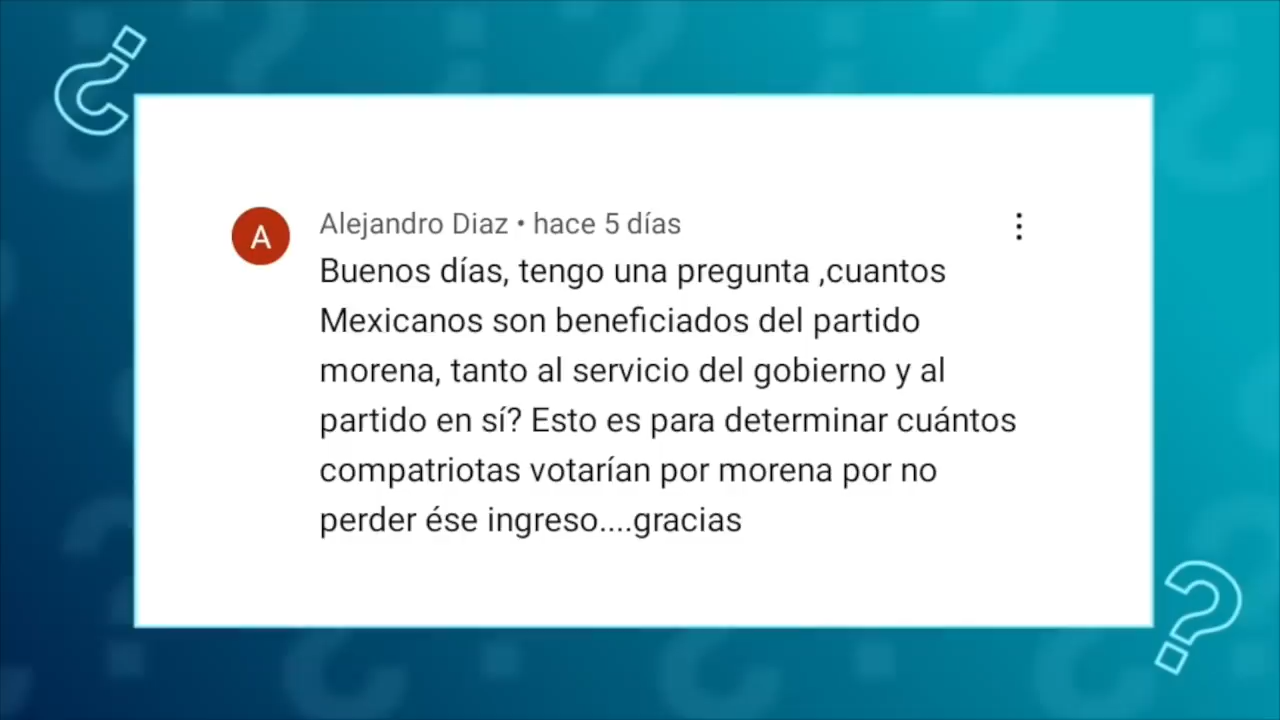 A
Alejandro Diaz • hace 5 días
Buenos días, tengo una pregunta ,cuantos
Mexicanos son beneficiados del partido
morena, tanto al servicio del gobierno y al
partido en sí? Esto es para determinar cuántos
compatriotas votarían por morena por no
perder ése ingreso....gracias